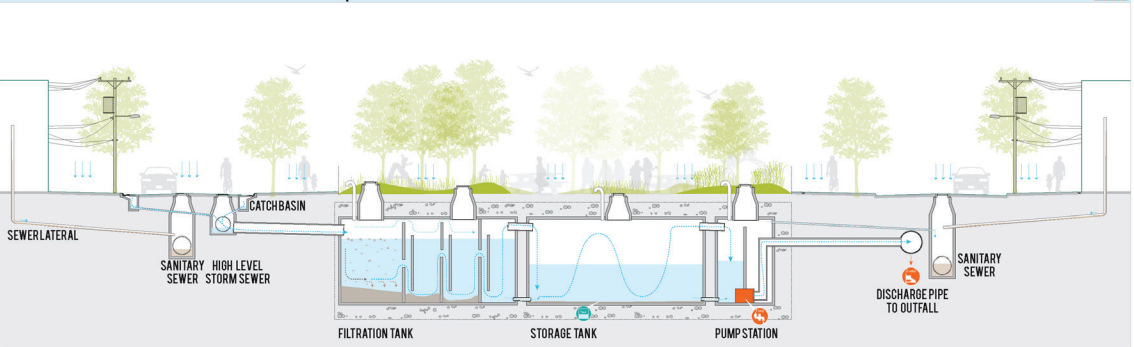 CATCH BASIN
SEWER LATERAL
SANITARY
SEWER
HIGH LEVEL
STORM SEWER
SANITARY
SEWER
DISCHARGE PIPE
TO OUTFALL
FILTRATION TANK
STORAGE TANK
PUMP STATION